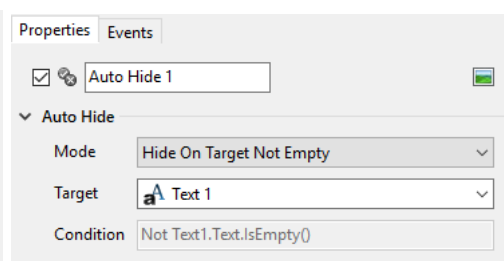 Properties Events
Auto Hide 1
Auto Hide
Mode Hide On Target Not Empty
Target aA Text 1
Condition Not Text1.Text.IsEmpty()